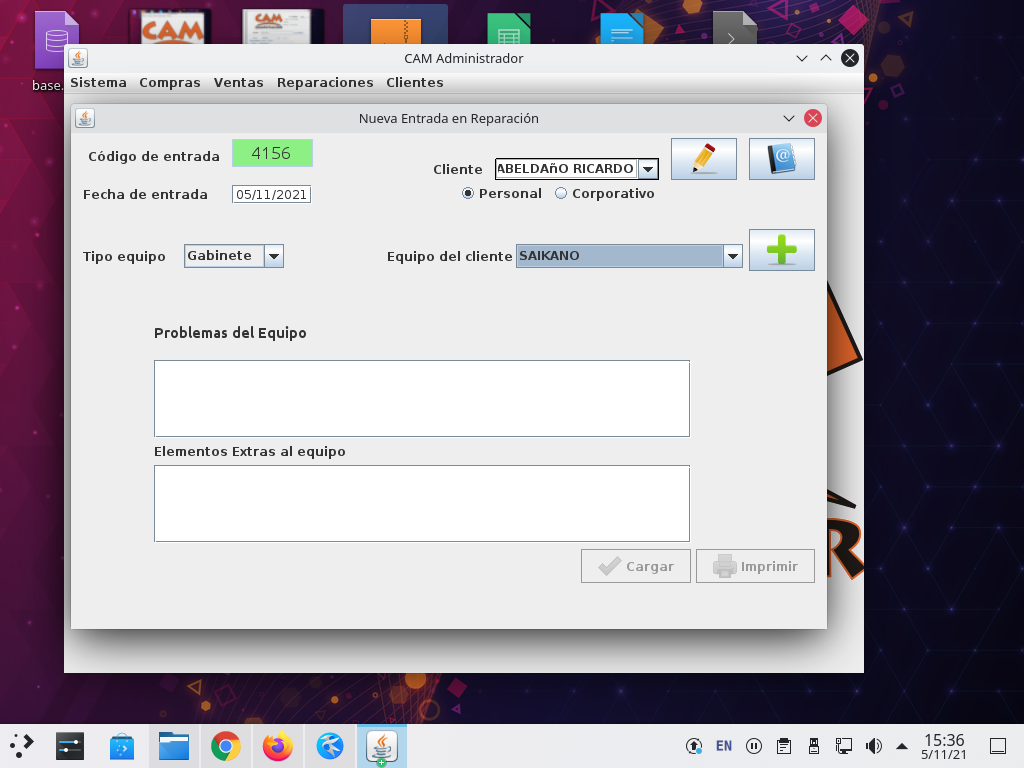 CAM
CAM
base.
CAM Administrador
Sistema Compras Ventas Reparaciones Clientes
Nueva Entrada en Reparación
Código de entrada 4156
Cliente ABELDAñO RICARDO
Fecha de entrada 05/11/2021
Personal Corporativo
Tipo equipo Gabinete
Equipo del cliente SAIKANO
Problemas del Equipo
Elementos Extras al equipo
Cargar Imprimir
R
EN
15:36
5/11/21